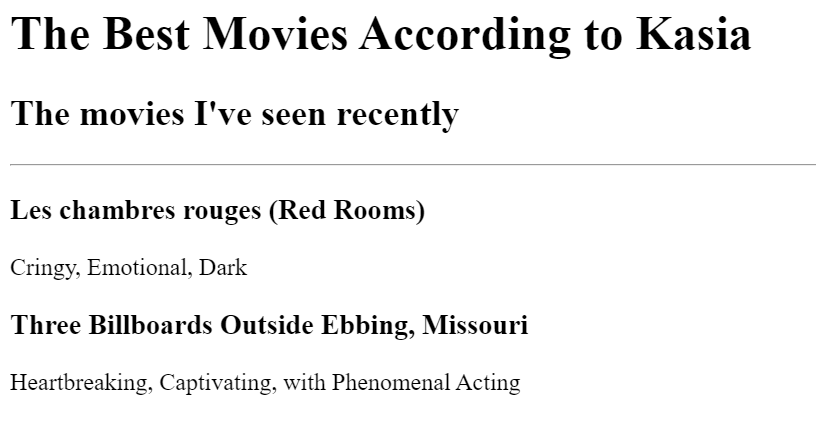 The Best Movies According to Kasia
The movies I've seen recently
Les chambres rouges (Red Rooms)
Cringy, Emotional, Dark
Three Billboards Outside Ebbing, Missouri
Heartbreaking, Captivating, with Phenomenal Acting